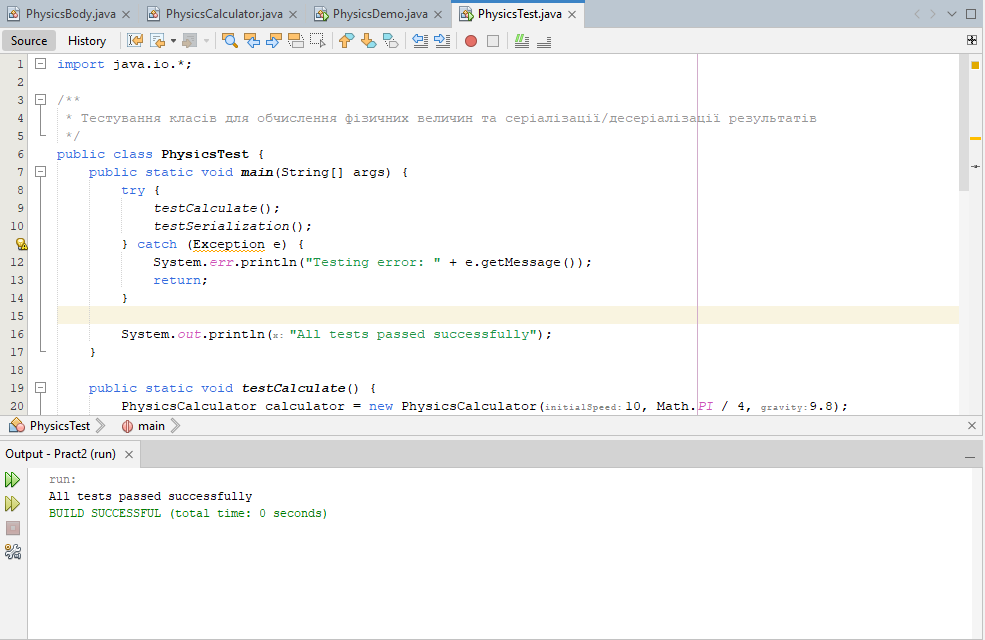 PhysicsBody.java × PhysicsCalculator.java × PhysicsDemo.java × PhysicsTest.java ×
Source History
1 import java.io.*;
2
3 /**
4 * Тестування класів для обчислення фізичних величин та серіалізації/десеріалізації результатів
5 */
6 public class PhysicsTest {
7 public static void main(String[] args) {
8 try {
9 testCalculate();
10 testSerialization();
} catch (Exception e) {
12 System.err.println("Testing error: " + e.getMessage());
13 return;
14 }
15
16 System.out.println(x: "All tests passed successfully");
17 }
18
19 public static void testCalculate() {
20 PhysicsCalculator calculator = new PhysicsCalculator(initialSpeed: 10, Math.PI / 4, gravity: 9.8);
PhysicsTest main
Output - Pract2 (run) ×
run:
All tests passed successfully
BUILD SUCCESSFUL (total time: 0 seconds)